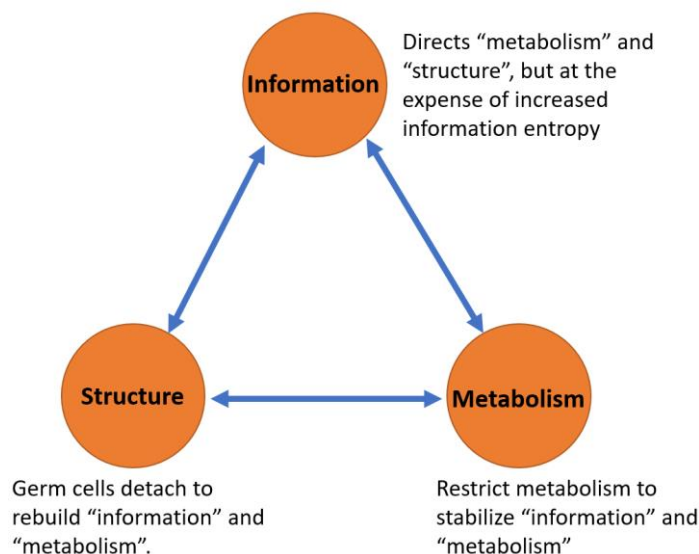 Information
Directs “metabolism” and
“structure”, but at the
expense of increased
information entropy
Structure
Metabolism
Germ cells detach to
rebuild “information” and
“metabolism”.
Restrict metabolism to
stabilize “information” and
“metabolism”